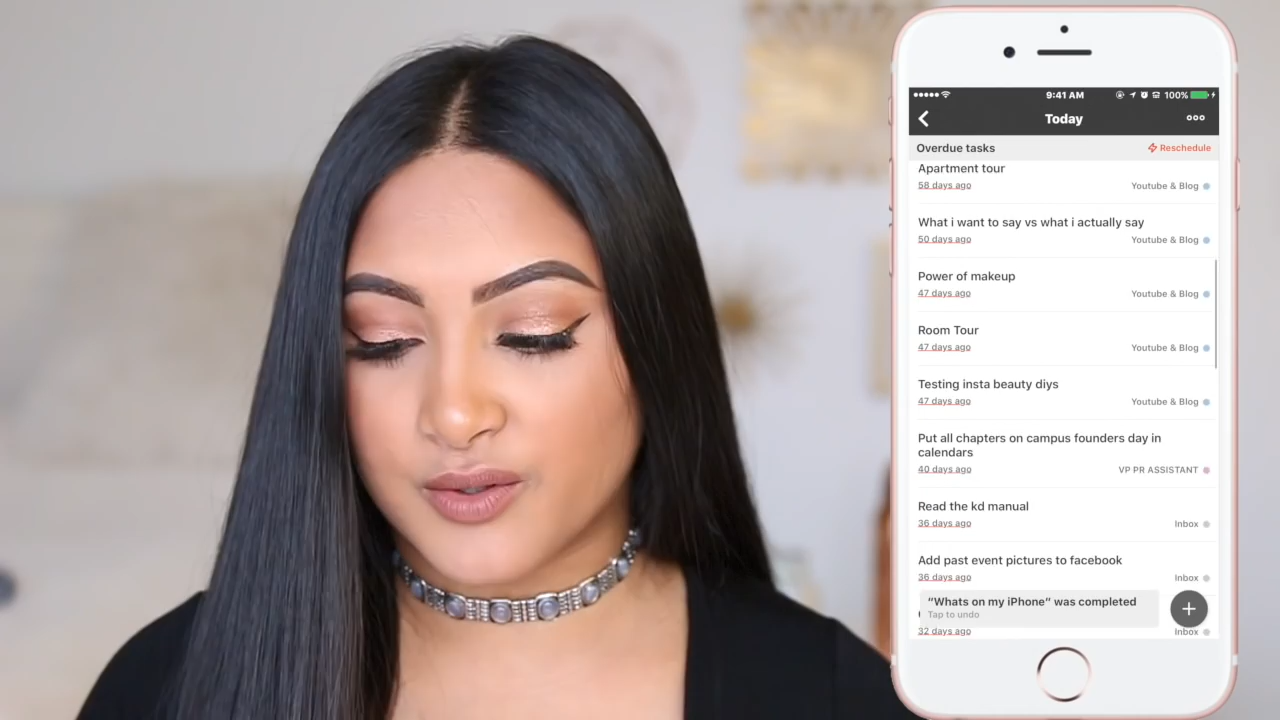 9:41 AM 100%
Today
Overdue tasks Reschedule
Apartment tour
58 days ago Youtube & Blog
What i want to say vs what i actually say
50 days ago Youtube & Blog
Power of makeup
47 days ago Youtube & Blog
Room Tour
47 days ago Youtube & Blog
Testing insta beauty diys
47 days ago Youtube & Blog
Put all chapters on campus founders day in
calendars
40 days ago VP PR ASSISTANT
Read the kd manual
36 days ago Inbox
Add past event pictures to facebook
36 days ago Inbox
“Whats on my iPhone” was completed
Tap to undo
32 days ago Inbox